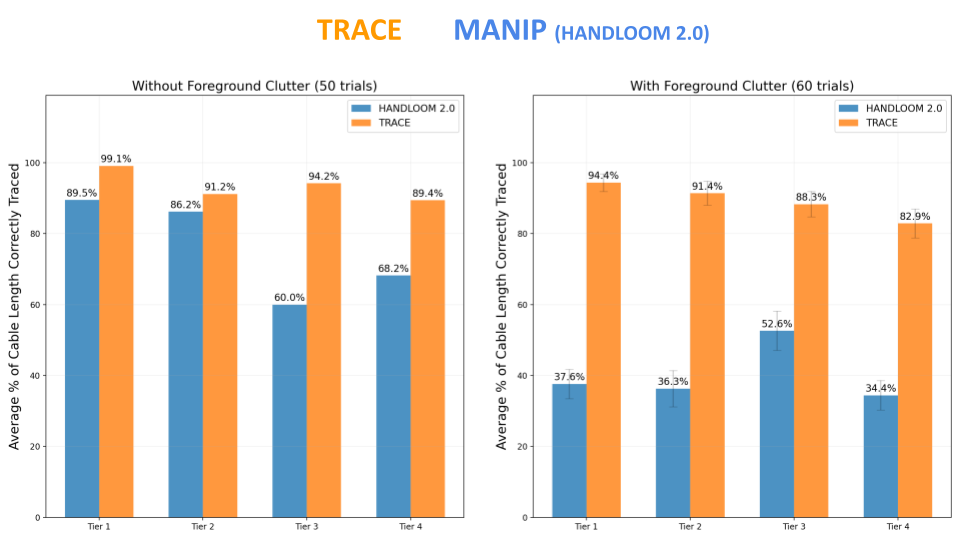 TRACE MANIP (HANDLOOM 2.0)
Without Foreground Clutter (50 trials)
HANDLOOM 2.0
TRACE
Average % of Cable Length Correctly Traced
100
80
60
40
20
0
89.5%
99.1%
86.2%
91.2%
60.0%
94.2%
68.2%
89.4%
Tier 1
Tier 2
Tier 3
Tier 4
With Foreground Clutter (60 trials)
HANDLOOM 2.0
TRACE
Average % of Cable Length Correctly Traced
100
80
60
40
20
0
37.6%
94.4%
36.3%
91.4%
52.6%
88.3%
34.4%
82.9%
Tier 1
Tier 2
Tier 3
Tier 4